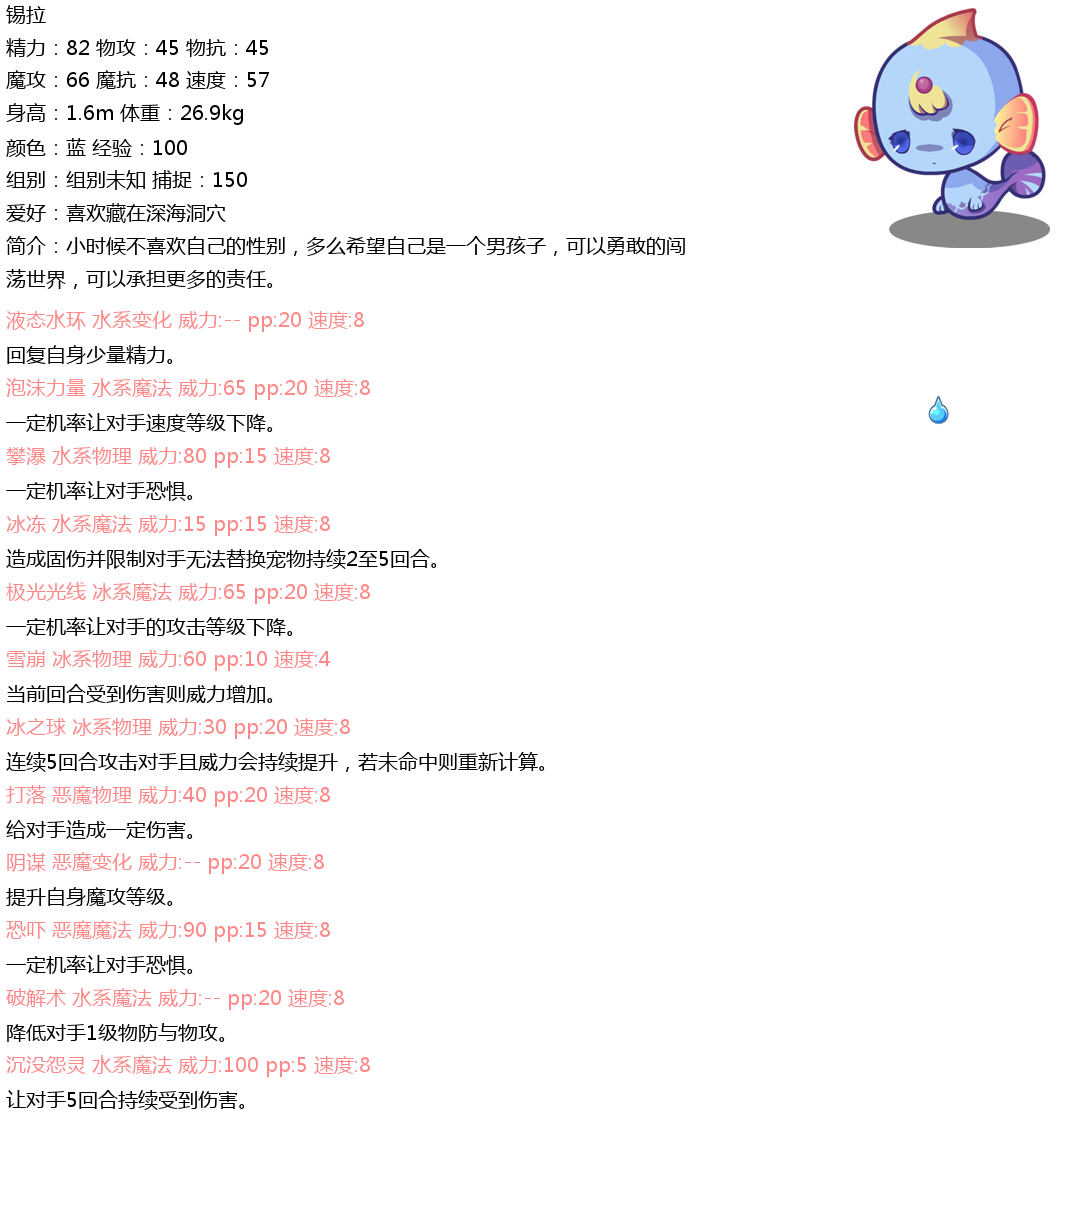 锡拉
精力：82 物攻：45 物抗：45
魔攻：66 魔抗：48 速度：57
身高：1.6m 体重：26.9kg
颜色：蓝 经验：100
组别：组别未知 捕捉：150
爱好：喜欢藏在深海洞穴
简介：小时候不喜欢自己的性别，多么希望自己是一个男孩子，可以勇敢的闯
荡世界，可以承担更多的责任。
液态水环 水系变化 威力:-- pp:20 速度:8
回复自身少量精力。
泡沫力量 水系魔法 威力:65 pp:20 速度:8
一定机率让对手速度等级下降。
攀瀑 水系物理 威力:80 pp:15 速度:8
一定机率让对手恐惧。
冰冻 水系魔法 威力:15 pp:15 速度:8
造成固伤并限制对手无法替换宠物持续2至5回合。
极光光线 冰系魔法 威力:65 pp:20 速度:8
一定机率让对手的攻击等级下降。
雪崩 冰系物理 威力:60 pp:10 速度:4
当前回合受到伤害则威力增加。
冰之球 冰系物理 威力:30 pp:20 速度:8
连续5回合攻击对手且威力会持续提升，若未命中则重新计算。
打落 恶魔物理 威力:40 pp:20 速度:8
给对手造成一定伤害。
阴谋 恶魔变化 威力:-- pp:20 速度:8
提升自身魔攻等级。
恐吓 恶魔魔法 威力:90 pp:15 速度:8
一定机率让对手恐惧。
破解术 水系魔法 威力:-- pp:20 速度:8
降低对手1级物防与物攻。
沉没怨灵 水系魔法 威力:100 pp:5 速度:8
让对手5回合持续受到伤害。